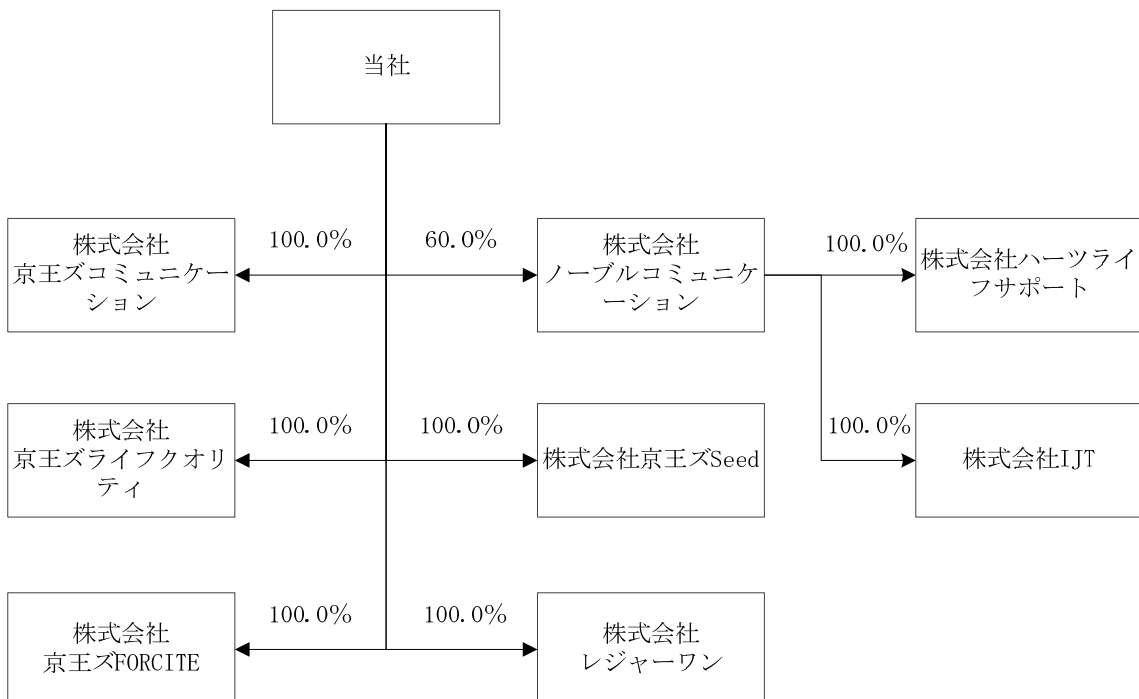 当社
100.0%
60.0%
100.0%
株式会社
京王ズコミュニケー
ション
株式会社
ノーブルコミュニケ
ーション
株式会社ハーツライ
フサポート
100.0%
100.0%
100.0%
株式会社
京王ズライフクオリ
ティ
株式会社京王ズSeed
株式会社IJT
100.0%
100.0%
株式会社
京王ズFORCITE
株式会社
レジャーワン